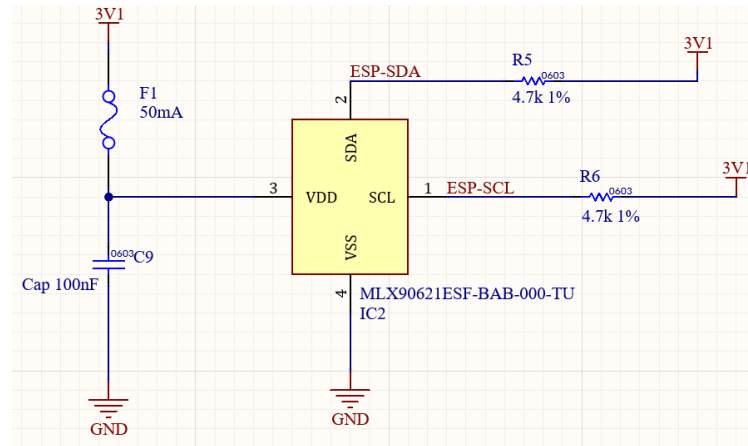 3V1
F1
50mA
ESP-SDA
R5
0603
4.7k 1%
3V1
2
SDA
3
VDD
SCL
1
ESP-SCL
R6
0603
4.7k 1%
3V1
VSS
4
0603
C9
Cap 100nF
MLX90621ESF-BAB-000-TU
IC2
GND
GND